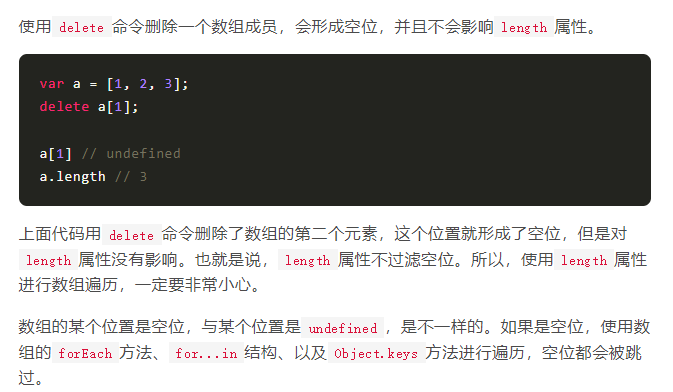 使用 delete 命令删除一个数组成员，会形成空位，并且不会影响 length 属性。
var a = [1, 2, 3];
delete a[1];
a[1] // undefined
a.length // 3
上面代码用 delete 命令删除了数组的第二个元素，这个位置就形成了空位，但是对
length 属性没有影响。也就是说， length 属性不过滤空位。所以，使用 length 属性
进行数组遍历，一定要非常小心。
数组的某个位置是空位，与某个位置是 undefined ，是不一样的。如果是空位，使用数
组的 forEach 方法、 for...in 结构、以及 Object.keys 方法进行遍历，空位都会被跳
过。